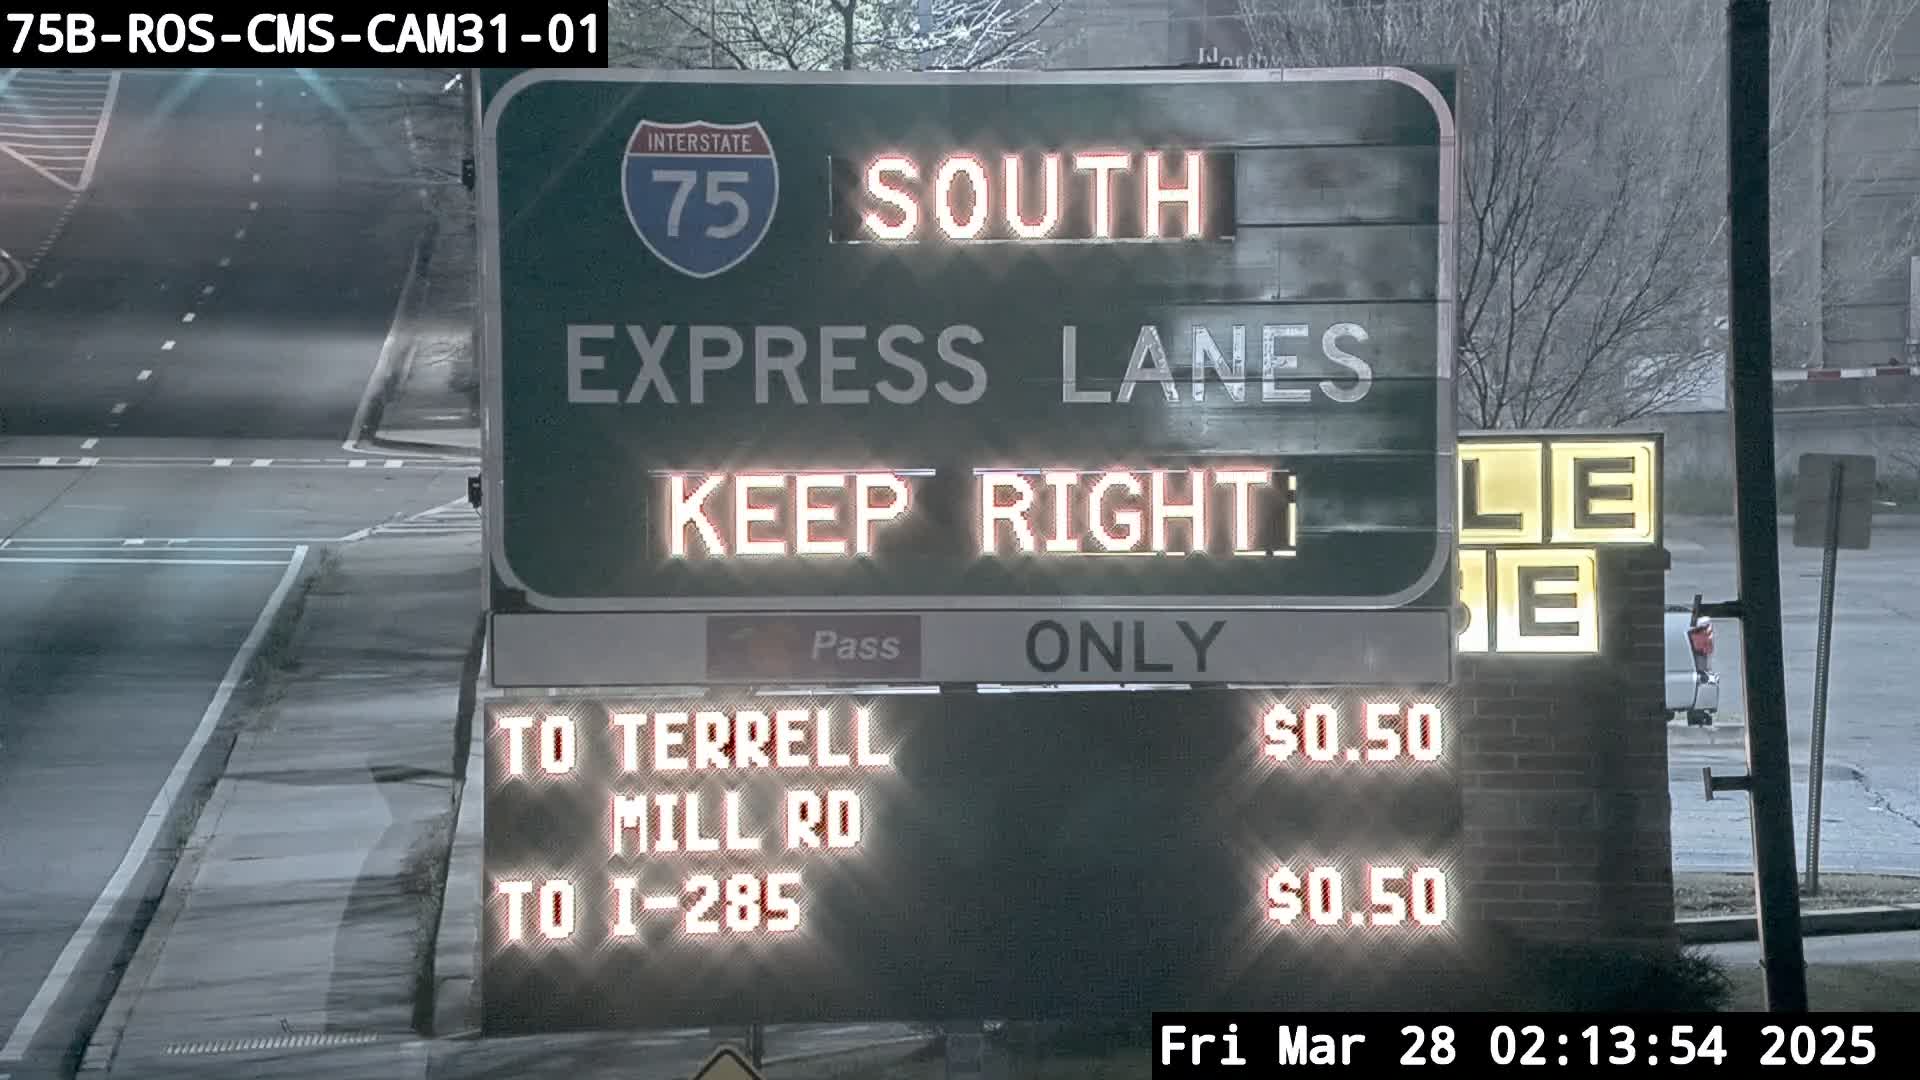 75B-ROS-CMS-CAM31-01
INTERSTATE
75
SOUTH
EXPRESS LANES
KEEP RIGHT
Pass ONLY
TO TERRELL $0.50
MILL RD
TO I-285 $0.50
LE
E
Fri Mar 28 02:13:54 2025